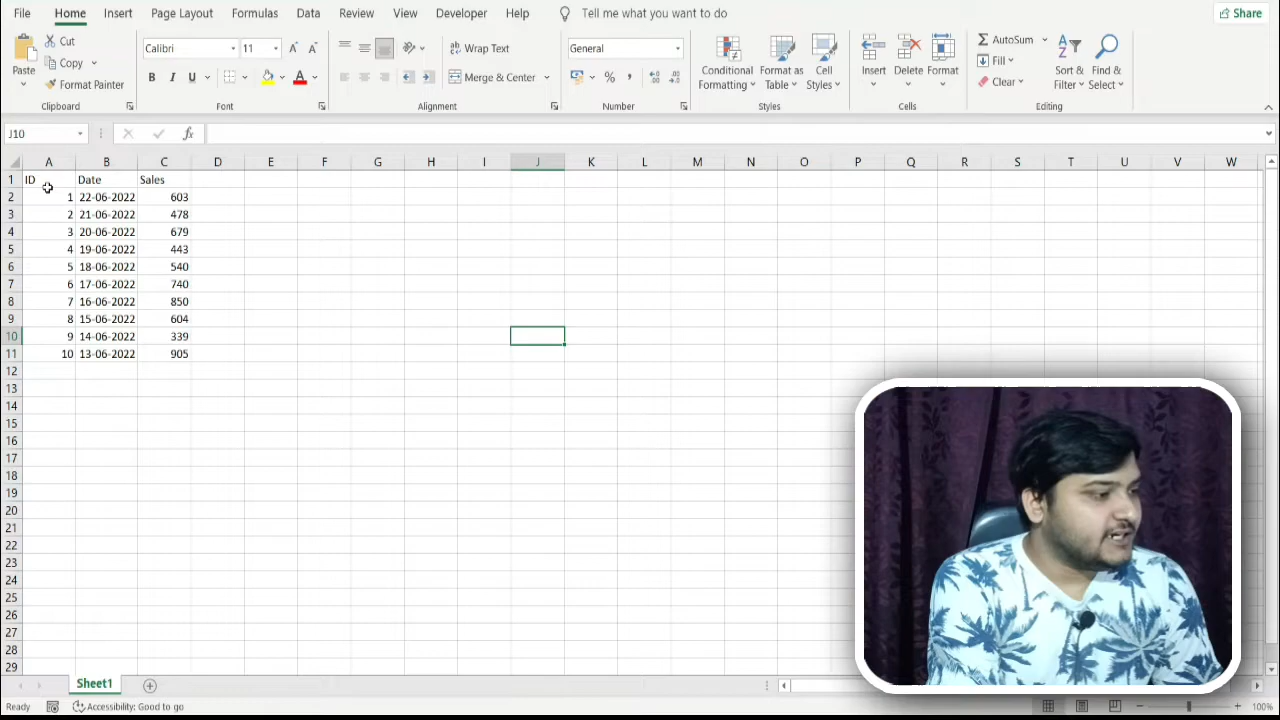 File Home Insert Page Layout Formulas Data Review View Developer Help Tell me what you want to do Share
Paste Cut Copy Format Painter Clipboard
Calibri 11 A A B I U A Font
ab Wrap Text Merge & Center Alignment
General % , Number
Conditional Formatting Format as Table Cell Styles Styles
Insert Delete Format Cells
AutoSum Fill Clear Sort & Filter Find & Select Editing
J10 fx
A B C D E F G H I J K L M N O P Q R S T U V W
1 ID Date Sales
2 1 22-06-2022 603
3 2 21-06-2022 478
4 3 20-06-2022 679
5 4 19-06-2022 443
6 5 18-06-2022 540
7 6 17-06-2022 740
8 7 16-06-2022 850
9 8 15-06-2022 604
10 9 14-06-2022 339
11 10 13-06-2022 905
12
13
14
15
16
17
18
19
20
21
22
23
24
25
26
27
28
29
Sheet1
Ready Accessibility: Good to go 100%